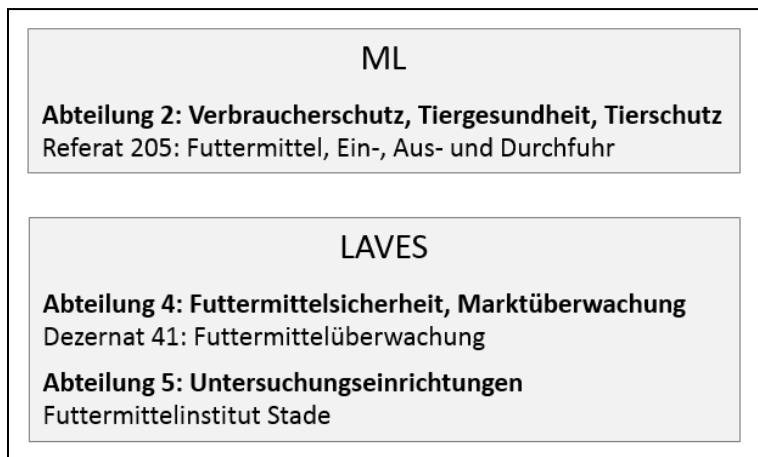 ML
Abteilung 2: Verbraucherschutz, Tiergesundheit, Tierschutz
Referat 205: Futtermittel, Ein-, Aus- und Durchfuhr
LAVES
Abteilung 4: Futtermittelsicherheit, Marktüberwachung
Dezernat 41: Futtermittelüberwachung
Abteilung 5: Untersuchungseinrichtungen
Futtermittelinstitut Stade